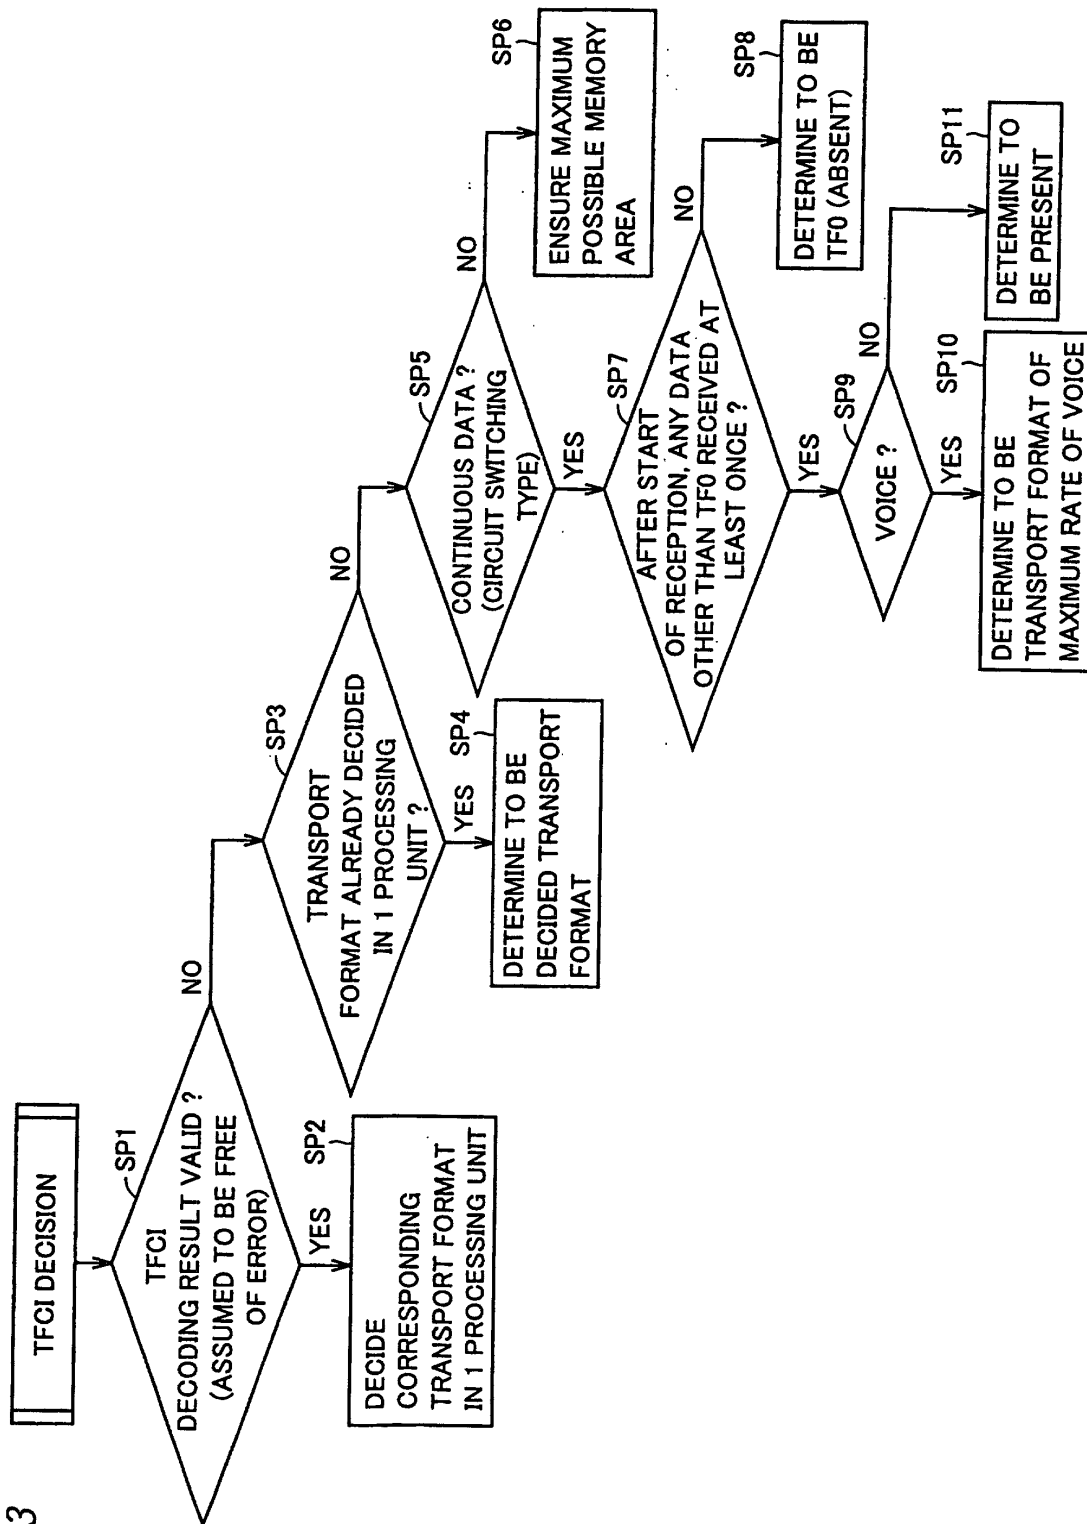 3
TFCI DECISION
SP1
TFCI
DECODING RESULT VALID ?
(ASSUMED TO BE FREE
OF ERROR)
NO
YES
SP2
DECIDE
CORRESPONDING
TRANSPORT FORMAT
IN 1 PROCESSING UNIT
SP3
TRANSPORT
FORMAT ALREADY DECIDED
IN 1 PROCESSING
UNIT ?
NO
YES
SP4
DETERMINE TO BE
DECIDED TRANSPORT
FORMAT
SP5
CONTINUOUS DATA ?
(CIRCUIT SWITCHING
TYPE)
NO
YES
SP6
ENSURE MAXIMUM
POSSIBLE MEMORY
AREA
SP7
AFTER START
OF RECEPTION, ANY DATA
OTHER THAN TF0 RECEIVED AT
LEAST ONCE ?
NO
YES
SP8
DETERMINE TO BE
TF0 (ABSENT)
SP9
VOICE ?
NO
YES
SP10
DETERMINE TO BE
TRANSPORT FORMAT OF
MAXIMUM RATE OF VOICE
SP11
DETERMINE TO
BE PRESENT